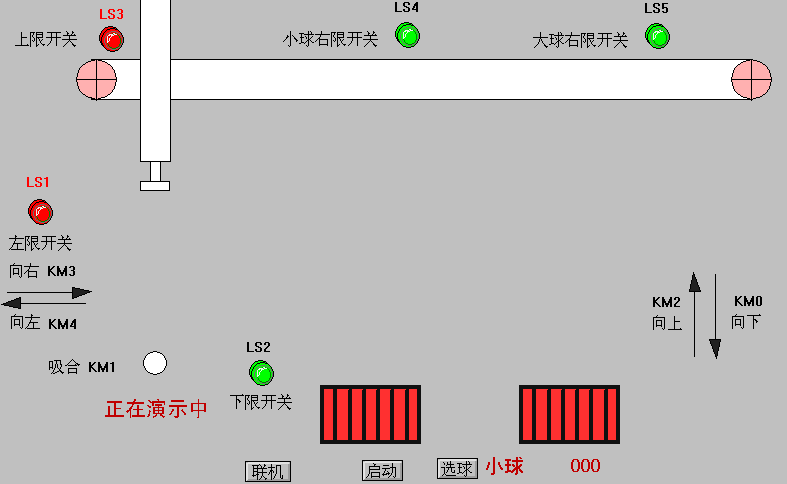 LS3
LS4
LS5
上限开关
小球右限开关
大球右限开关
LS1
左限开关
向右 KM3
向左 KM4
KM2
向上
KM0
向下
吸合 KM1
LS2
下限开关
正在演示中
联机
启动
选球
小球
000